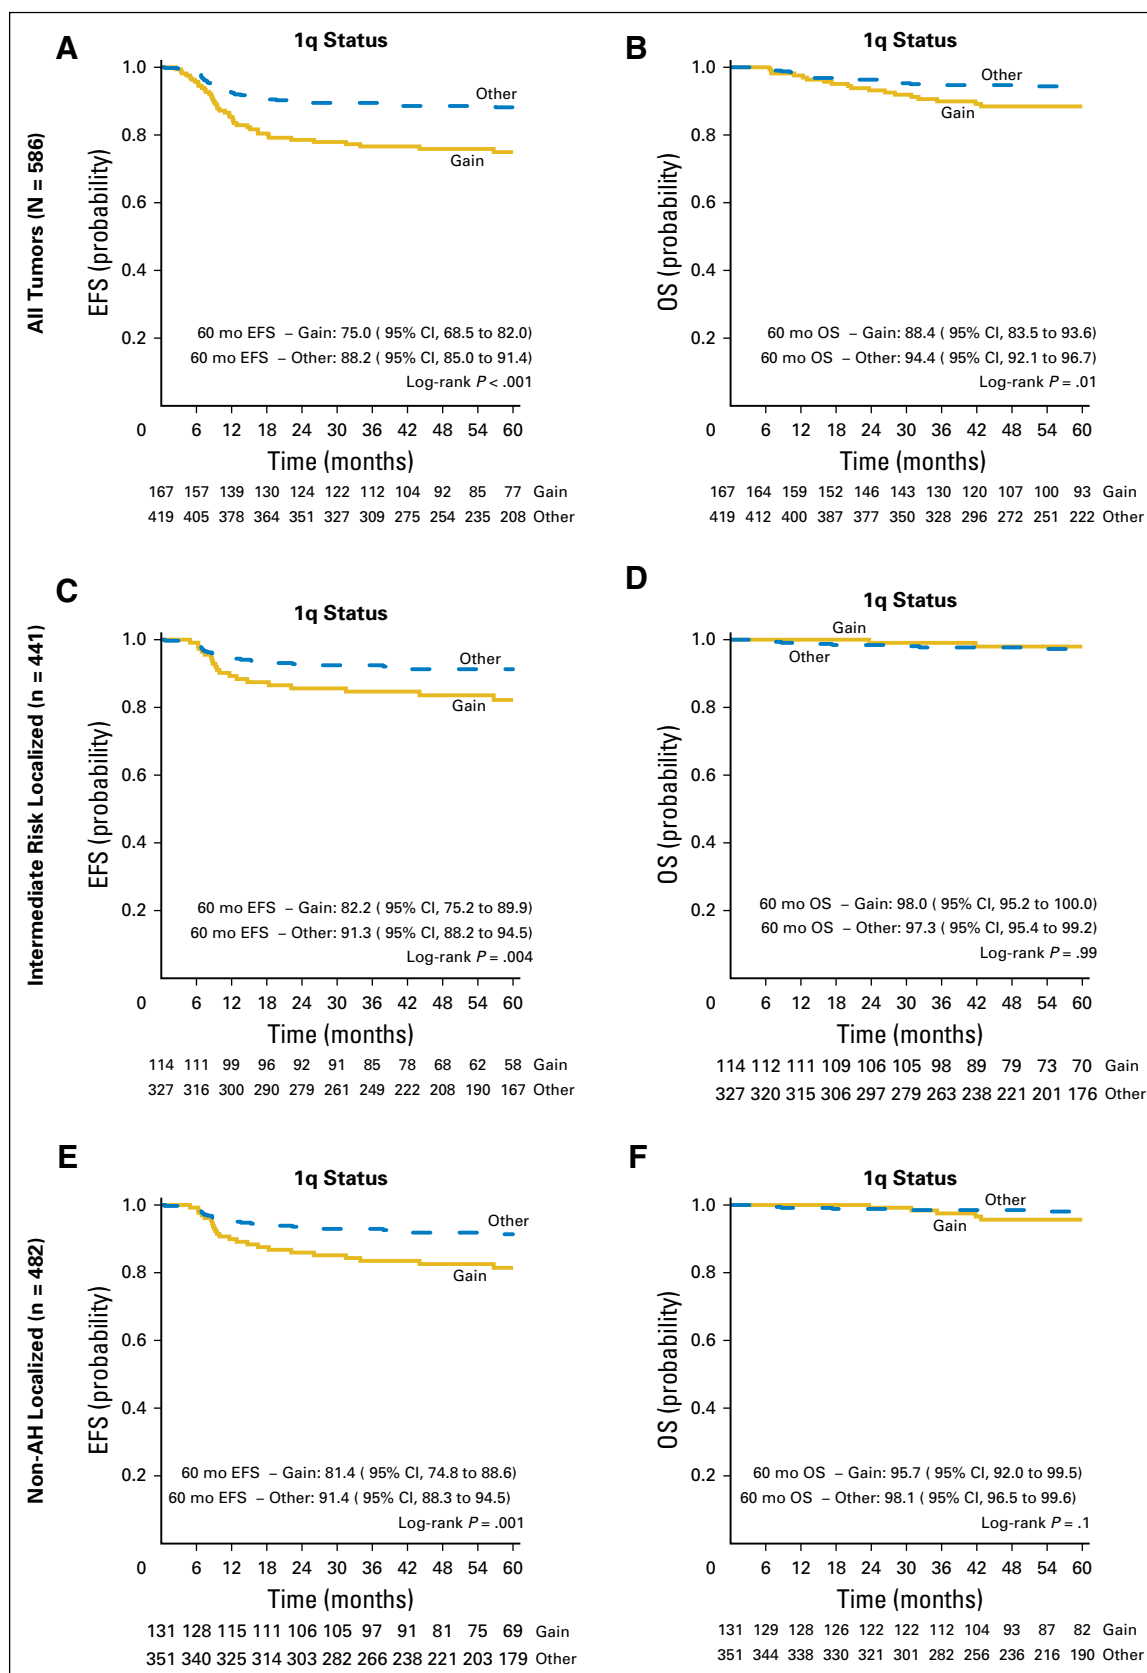 A
1q Status
1.0
0.8
0.6
0.4
0.2
0
EFS (probability)
All Tumors (N = 586)
Other
Gain
60 mo EFS – Gain: 75.0 ( 95% CI, 68.5 to 82.0)
60 mo EFS – Other: 88.2 ( 95% CI, 85.0 to 91.4)
Log-rank P < .001
6 12 18 24 30 36 42 48 54 60
Time (months)
167 157 139 130 124 122 112 104 92 85 77 Gain
419 405 378 364 351 327 309 275 254 235 208 Other
B
1q Status
1.0
0.8
0.6
0.4
0.2
0
OS (probability)
Other
Gain
60 mo OS – Gain: 88.4 ( 95% CI, 83.5 to 93.6)
60 mo OS – Other: 94.4 ( 95% CI, 92.1 to 96.7)
Log-rank P = .01
6 12 18 24 30 36 42 48 54 60
Time (months)
167 164 159 152 146 143 130 120 107 100 93 Gain
419 412 400 387 377 350 328 296 272 251 222 Other
C
1q Status
1.0
0.8
0.6
0.4
0.2
0
EFS (probability)
Intermediate Risk Localized (n = 441)
Other
Gain
60 mo EFS – Gain: 82.2 ( 95% CI, 75.2 to 89.9)
60 mo EFS – Other: 91.3 ( 95% CI, 88.2 to 94.5)
Log-rank P = .004
6 12 18 24 30 36 42 48 54 60
Time (months)
114 111 99 96 92 91 85 78 68 62 58 Gain
327 316 300 290 279 261 249 222 208 190 167 Other
D
1q Status
1.0
0.8
0.6
0.4
0.2
0
OS (probability)
Gain
Other
60 mo OS – Gain: 98.0 ( 95% CI, 95.2 to 100.0)
60 mo OS – Other: 97.3 ( 95% CI, 95.4 to 99.2)
Log-rank P = .99
6 12 18 24 30 36 42 48 54 60
Time (months)
114 112 111 109 106 105 98 89 79 73 70 Gain
327 320 315 306 297 279 263 238 221 201 176 Other
E
1q Status
1.0
0.8
0.6
0.4
0.2
0
EFS (probability)
Non-AH Localized (n = 482)
Other
Gain
60 mo EFS – Gain: 81.4 ( 95% CI, 74.8 to 88.6)
60 mo EFS – Other: 91.4 ( 95% CI, 88.3 to 94.5)
Log-rank P = .001
6 12 18 24 30 36 42 48 54 60
Time (months)
131 128 115 111 106 105 97 91 81 75 69 Gain
351 340 325 314 303 282 266 238 221 203 179 Other
F
1q Status
1.0
0.8
0.6
0.4
0.2
0
OS (probability)
Other
Gain
60 mo OS – Gain: 95.7 ( 95% CI, 92.0 to 99.5)
60 mo OS – Other: 98.1 ( 95% CI, 96.5 to 99.6)
Log-rank P = .1
6 12 18 24 30 36 42 48 54 60
Time (months)
131 129 128 126 122 122 112 104 93 87 82 Gain
351 344 338 330 321 301 282 256 236 216 190 Other